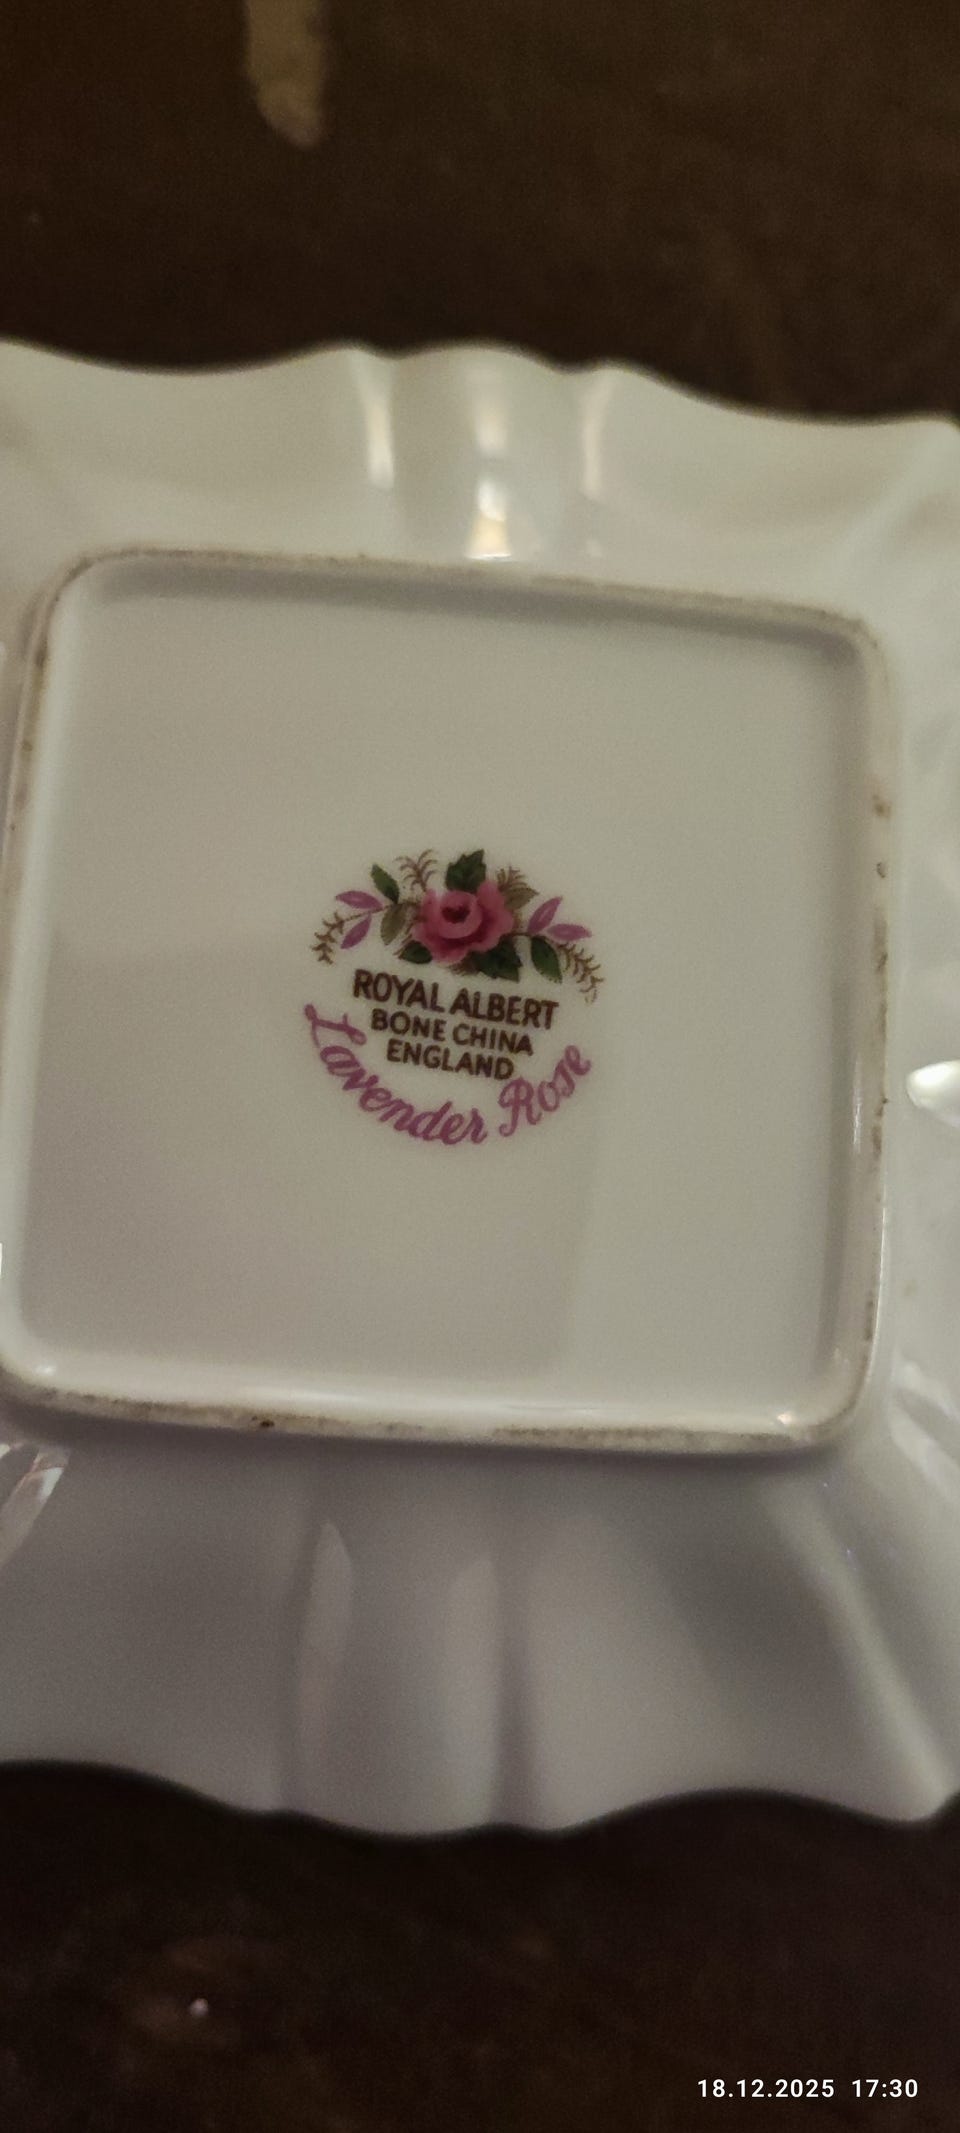 ROYAL ALBERT
BONE CHINA
ENGLAND
Lavender Rose
18.12.2025 17:30